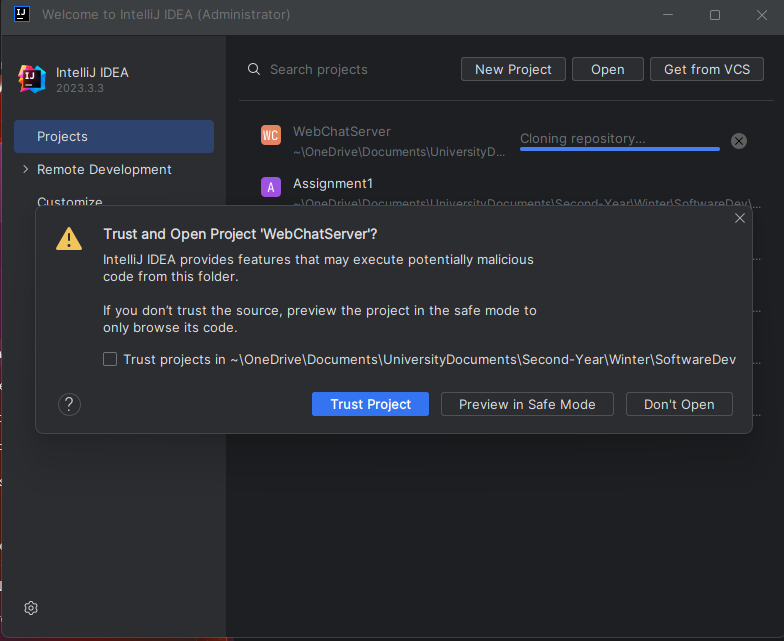 IJ
Welcome to IntelliJ IDEA (Administrator)
IJ
IntelliJ IDEA
2023.3.3
Search projects
New Project
Open
Get from VCS
Projects
Remote Development
Customize
WC
WebChatServer
~\OneDrive\Documents\UniversityD...
Cloning repository...
A
Assignment1
~\OneDrive\Documents\UniversityDocuments\Second-Year\Winter\SoftwareDev\...
Trust and Open Project 'WebChatServer'?
IntelliJ IDEA provides features that may execute potentially malicious
code from this folder.
If you don't trust the source, preview the project in the safe mode to
only browse its code.
Trust projects in ~\OneDrive\Documents\UniversityDocuments\Second-Year\Winter\SoftwareDev
?
Trust Project
Preview in Safe Mode
Don't Open